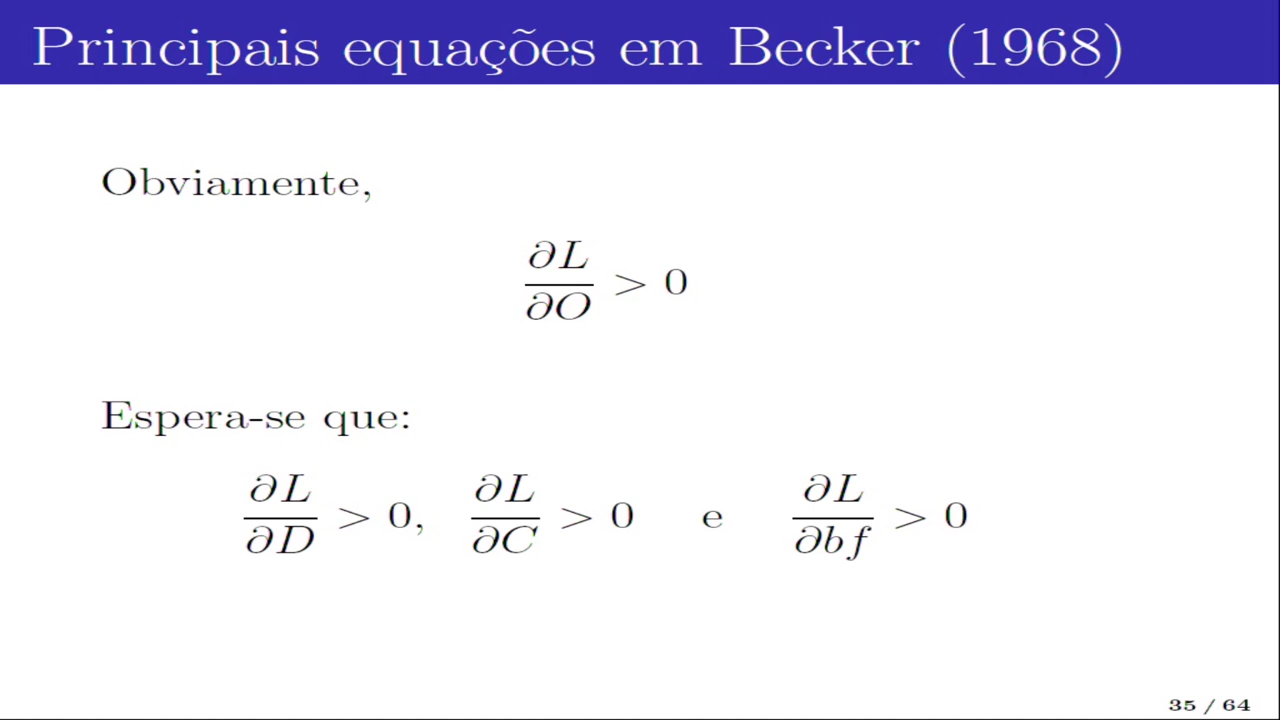 Principais equações em Becker (1968)
Obviamente,
∂L/∂O > 0
Espera-se que:
∂L/∂D > 0, ∂L/∂C > 0 e ∂L/∂bf > 0
35 / 64